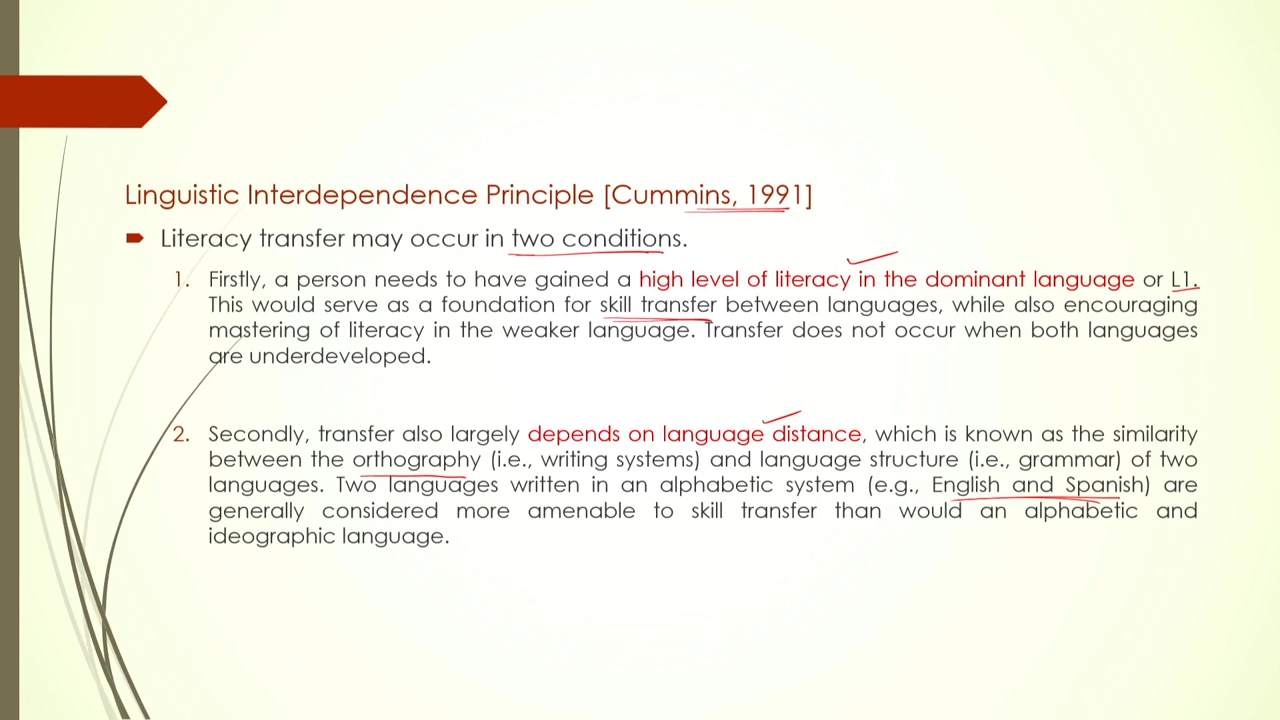 Linguistic Interdependence Principle [Cummins, 1991]
Literacy transfer may occur in two conditions.
1. Firstly, a person needs to have gained a high level of literacy in the dominant language or L1.
This would serve as a foundation for skill transfer between languages, while also encouraging
mastering of literacy in the weaker language. Transfer does not occur when both languages
are underdeveloped.
2. Secondly, transfer also largely depends on language distance, which is known as the similarity
between the orthography (i.e., writing systems) and language structure (i.e., grammar) of two
languages. Two languages written in an alphabetic system (e.g., English and Spanish) are
generally considered more amenable to skill transfer than would an alphabetic and
ideographic language.